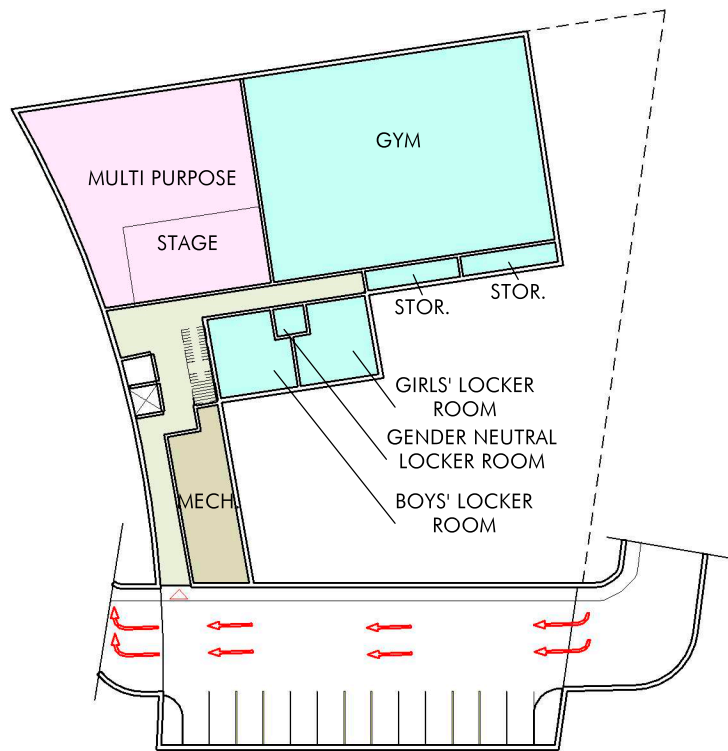 GYM
MULTI PURPOSE
STAGE
STOR.
STOR.
GIRLS' LOCKER
ROOM
GENDER NEUTRAL
LOCKER ROOM
MECH.
BOYS' LOCKER
ROOM